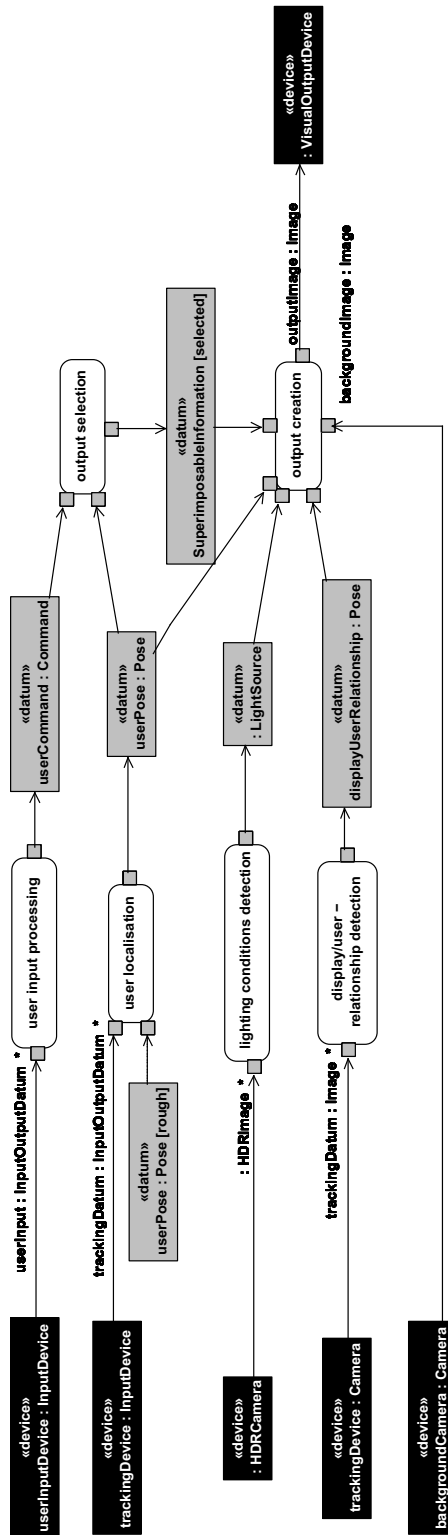 «device»
userInputDevice : InputDevice
userInput : InputOutputDatum *
user input processing
«datum»
userCommand : Command
output selection
«device»
trackingDevice : InputDevice
trackingDatum : InputOutputDatum *
«datum»
userPose : Pose [rough]
user localisation
«datum»
userPose : Pose
«datum»
SuperimposableInformation [selected]
«device»
: HDRCamera
: HDRImage *
lighting conditions detection
«datum»
: LightSource
output creation
outputImage : Image
«device»
: VisualOutputDevice
«device»
trackingDevice : Camera
trackingDatum : Image *
display/user –
relationship detection
«datum»
displayUserRelationship : Pose
backgroundImage : Image
«device»
backgroundCamera : Camera